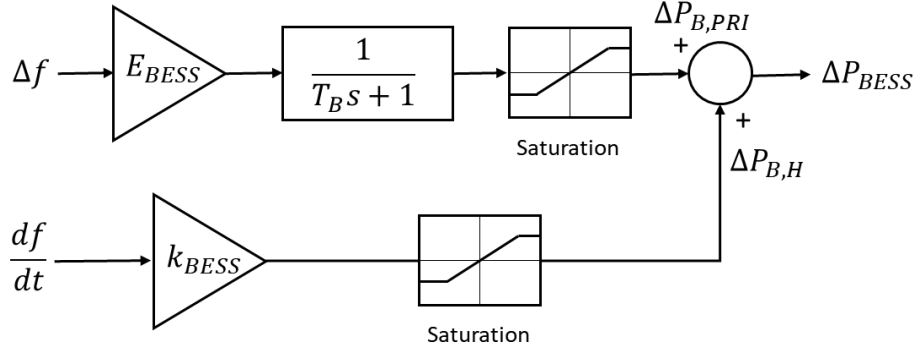 ΔP_{B,PRI}
Δf
E_{BESS}
1
T_B s + 1
+
ΔP_{BESS}
Saturation
+
ΔP_{B,H}
df
dt
k_{BESS}
Saturation